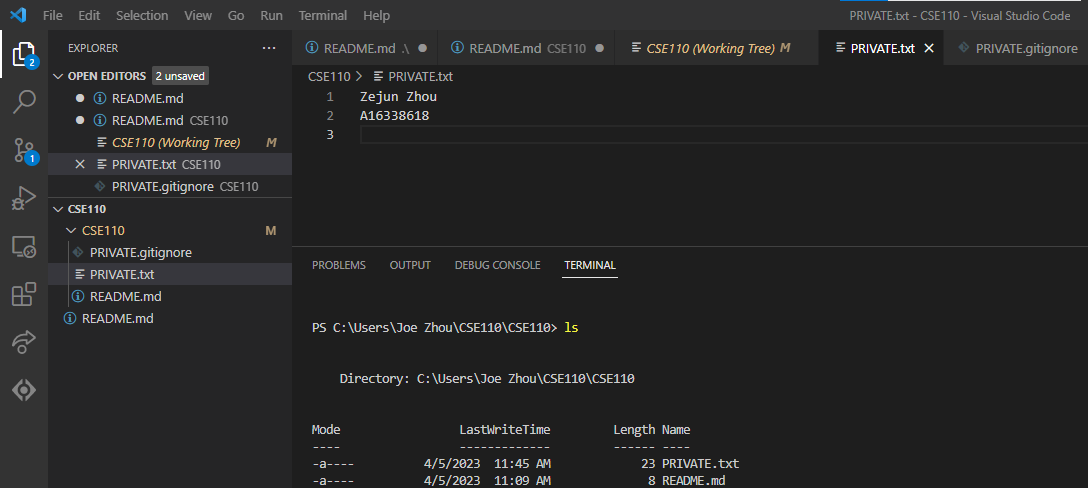 File Edit Selection View Go Run Terminal Help PRIVATE.txt - CSE110 - Visual Studio Code
EXPLORER ...
README.md .\
README.md CSE110
CSE110 (Working Tree) M
PRIVATE.txt
PRIVATE.gitignore
2
OPEN EDITORS 2 unsaved
README.md
README.md CSE110
CSE110 (Working Tree) M
1
PRIVATE.txt CSE110
PRIVATE.gitignore CSE110
CSE110
CSE110 M
PRIVATE.gitignore
PRIVATE.txt
README.md
README.md
CSE110 > PRIVATE.txt
1 Zejun Zhou
2 A16338618
3
PROBLEMS OUTPUT DEBUG CONSOLE TERMINAL
PS C:\Users\Joe Zhou\CSE110\CSE110> ls
Directory: C:\Users\Joe Zhou\CSE110\CSE110
Mode LastWriteTime Length Name
---- ------------- ------ ----
-a---- 4/5/2023 11:45 AM 23 PRIVATE.txt
-a---- 4/5/2023 11:09 AM 8 README.md